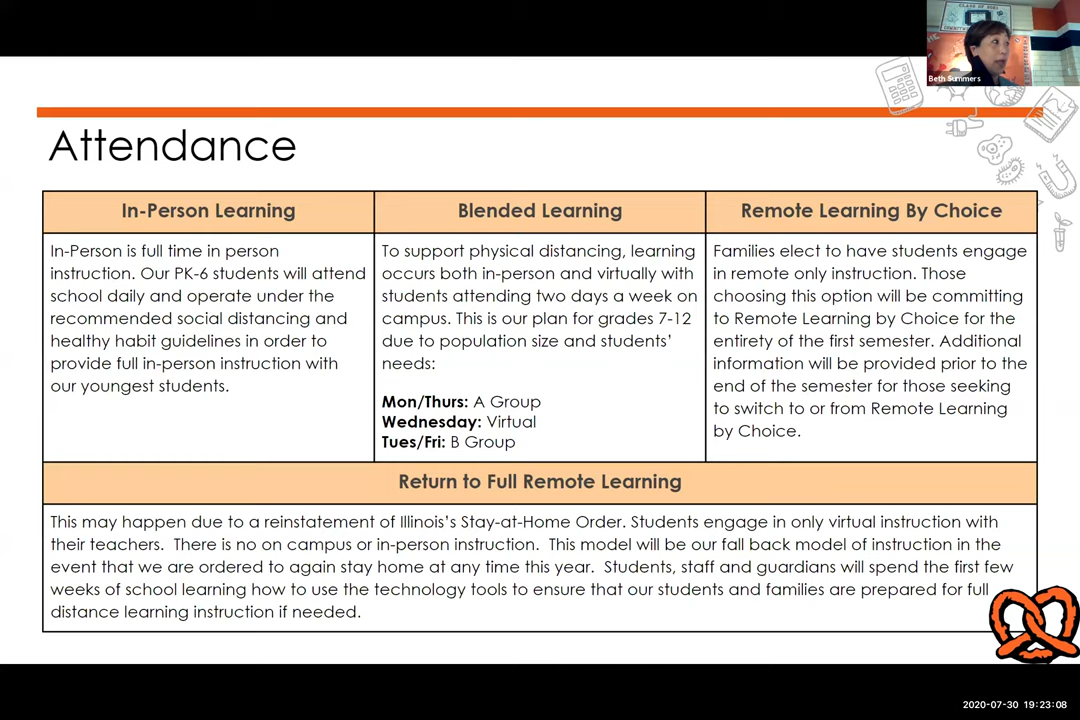 CLASS OF 2021
Beth Summers
Attendance
In-Person Learning
In-Person is full time in person
instruction. Our PK-6 students will attend
school daily and operate under the
recommended social distancing and
healthy habit guidelines in order to
provide full in-person instruction with
our youngest students.
Blended Learning
To support physical distancing, learning
occurs both in-person and virtually with
students attending two days a week on
campus. This is our plan for grades 7-12
due to population size and students'
needs:
Mon/Thurs: A Group
Wednesday: Virtual
Tues/Fri: B Group
Remote Learning By Choice
Families elect to have students engage
in remote only instruction. Those
choosing this option will be committing
to Remote Learning by Choice for the
entirety of the first semester. Additional
information will be provided prior to the
end of the semester for those seeking
to switch to or from Remote Learning
by Choice.
Return to Full Remote Learning
This may happen due to a reinstatement of Illinois's Stay-at-Home Order. Students engage in only virtual instruction with
their teachers. There is no on campus or in-person instruction. This model will be our fall back model of instruction in the
event that we are ordered to again stay home at any time this year. Students, staff and guardians will spend the first few
weeks of school learning how to use the technology tools to ensure that our students and families are prepared for full
distance learning instruction if needed.
2020-07-30 19:23:08